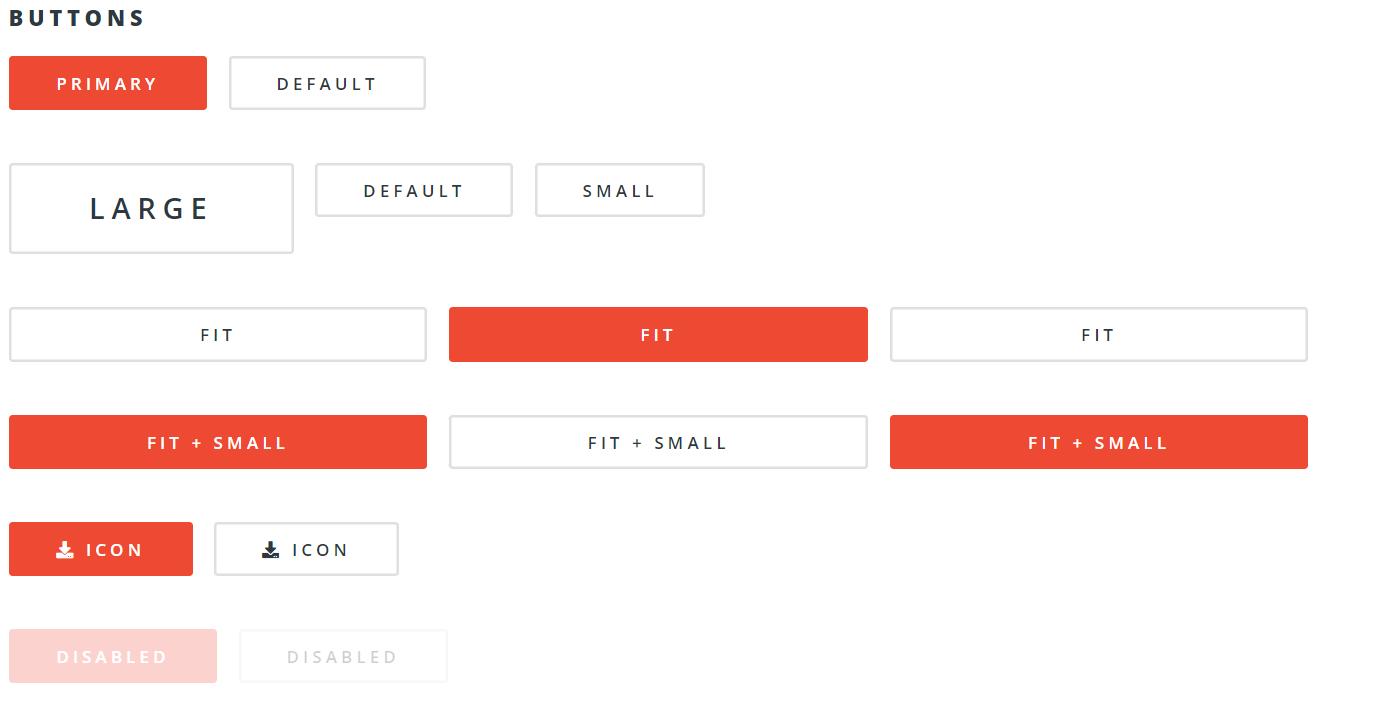 BUTTONS
PRIMARY DEFAULT
LARGE DEFAULT SMALL
FIT FIT FIT
FIT + SMALL FIT + SMALL FIT + SMALL
ICON ICON
DISABLED DISABLED